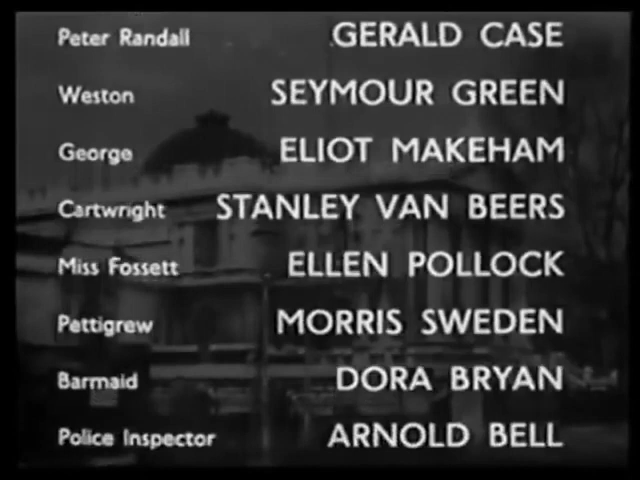 Peter Randall GERALD CASE
Weston SEYMOUR GREEN
George ELIOT MAKEHAM
Cartwright STANLEY VAN BEERS
Miss Fossett ELLEN POLLOCK
Pettigrew MORRIS SWEDEN
Barmaid DORA BRYAN
Police Inspector ARNOLD BELL